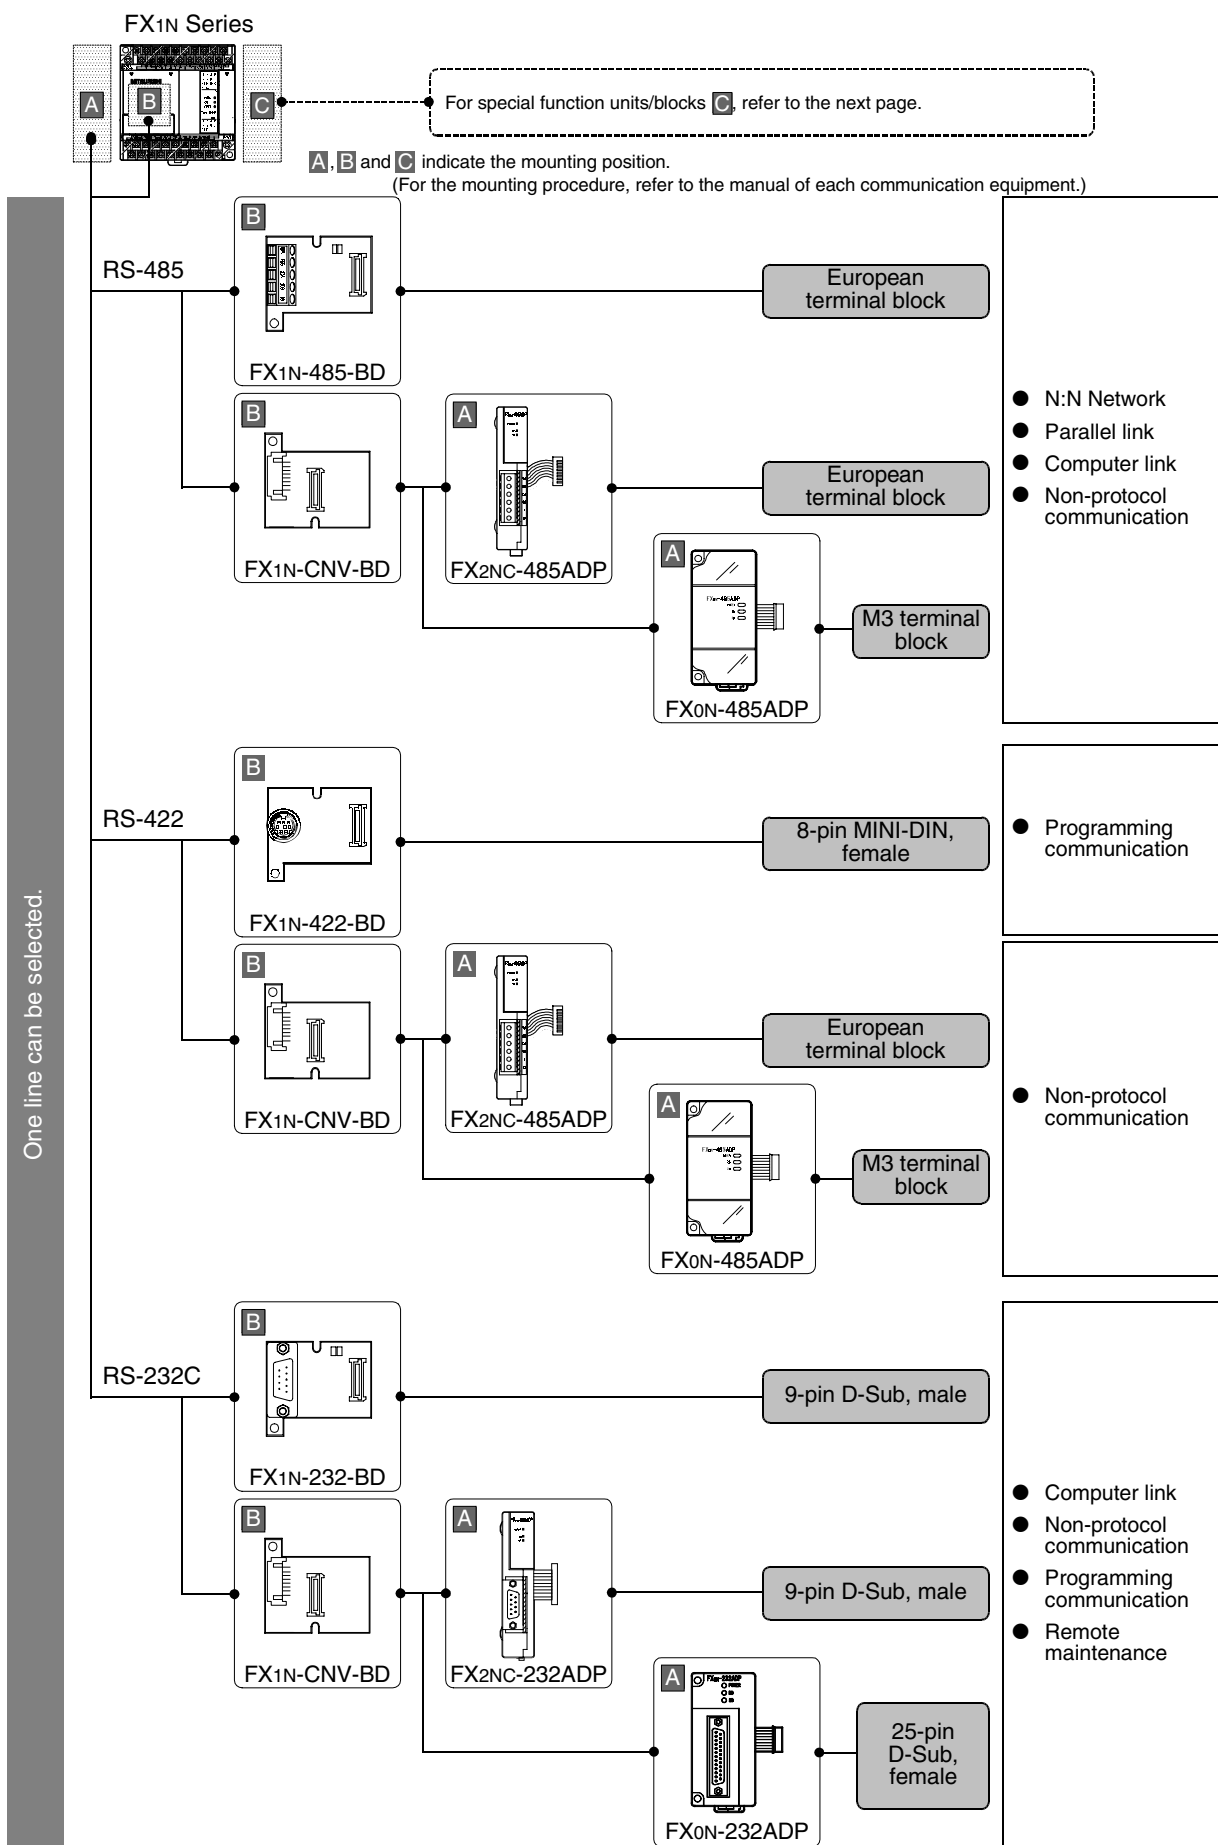 FX1N Series
A
B
C
For special function units/blocks C, refer to the next page.
A, B and C indicate the mounting position.
(For the mounting procedure, refer to the manual of each communication equipment.)
One line can be selected.
RS-485
B
FX1N-485-BD
European
terminal block
B
FX1N-CNV-BD
A
FX2NC-485ADP
European
terminal block
A
FX0N-485ADP
M3 terminal
block
● N:N Network
● Parallel link
● Computer link
● Non-protocol
communication
RS-422
B
FX1N-422-BD
8-pin MINI-DIN,
female
● Programming
communication
B
FX1N-CNV-BD
A
FX2NC-485ADP
European
terminal block
A
FX0N-485ADP
M3 terminal
block
● Non-protocol
communication
RS-232C
B
FX1N-232-BD
9-pin D-Sub, male
B
FX1N-CNV-BD
A
FX2NC-232ADP
9-pin D-Sub, male
A
FX0N-232ADP
25-pin
D-Sub,
female
● Computer link
● Non-protocol
communication
● Programming
communication
● Remote
maintenance